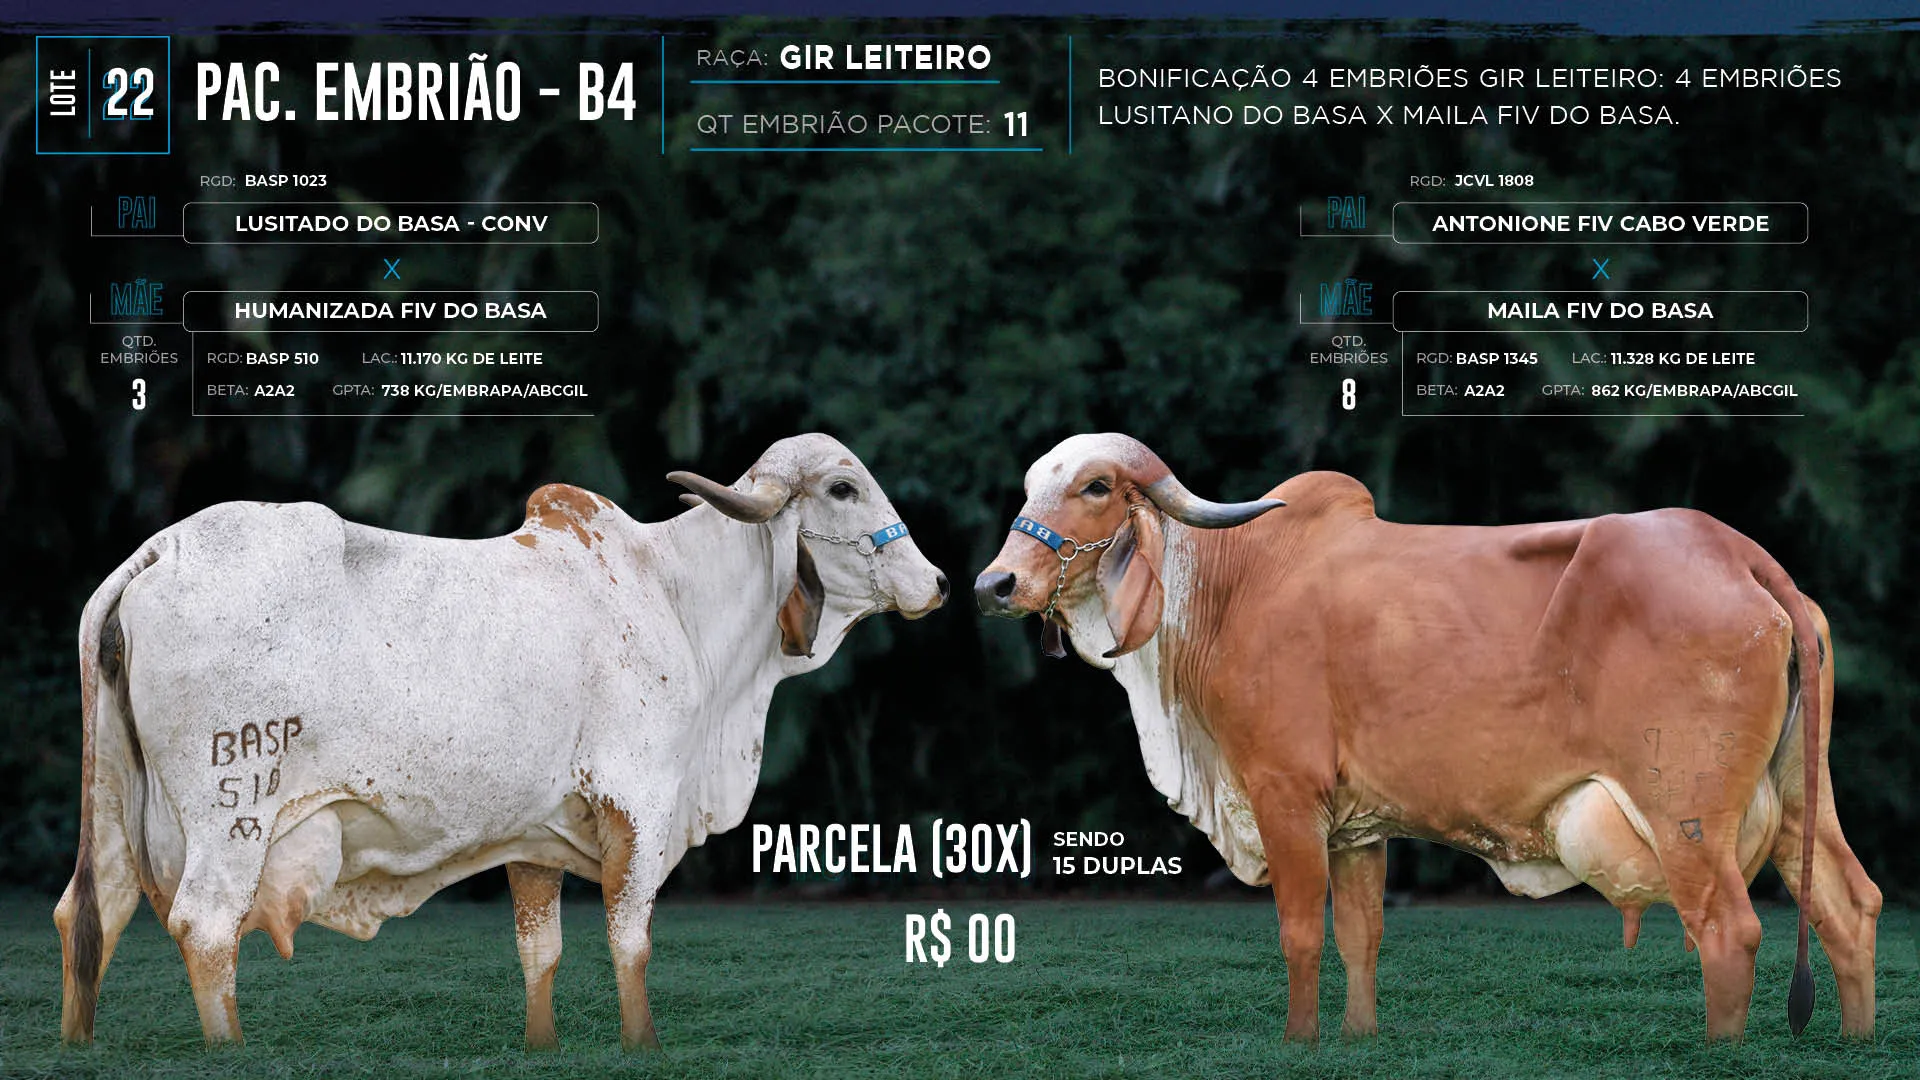 LOTE 22
PAC. EMBRIÃO - B4
RAÇA: GIR LEITEIRO
QT EMBRIÃO PACOTE: 11
BONIFICAÇÃO 4 EMBRIÕES GIR LEITEIRO: 4 EMBRIÕES
LUSITANO DO BASA X MAILA FIV DO BASA.
RGD: BASP 1023
PAI LUSITADO DO BASA - CONV
X
MÃE HUMANIZADA FIV DO BASA
QTD.
EMBRIÕES
3
RGD: BASP 510 LAC.: 11.170 KG DE LEITE
BETA: A2A2 GPTA: 738 KG/EMBRAPA/ABCGIL
RGD: JCVL 1808
PAI ANTONIONE FIV CABO VERDE
X
MÃE MAILA FIV DO BASA
QTD.
EMBRIÕES
8
RGD: BASP 1345 LAC.: 11.328 KG DE LEITE
BETA: A2A2 GPTA: 862 KG/EMBRAPA/ABCGIL
BASP
510
PARCELA (30X) SENDO
15 DUPLAS
R$ 00